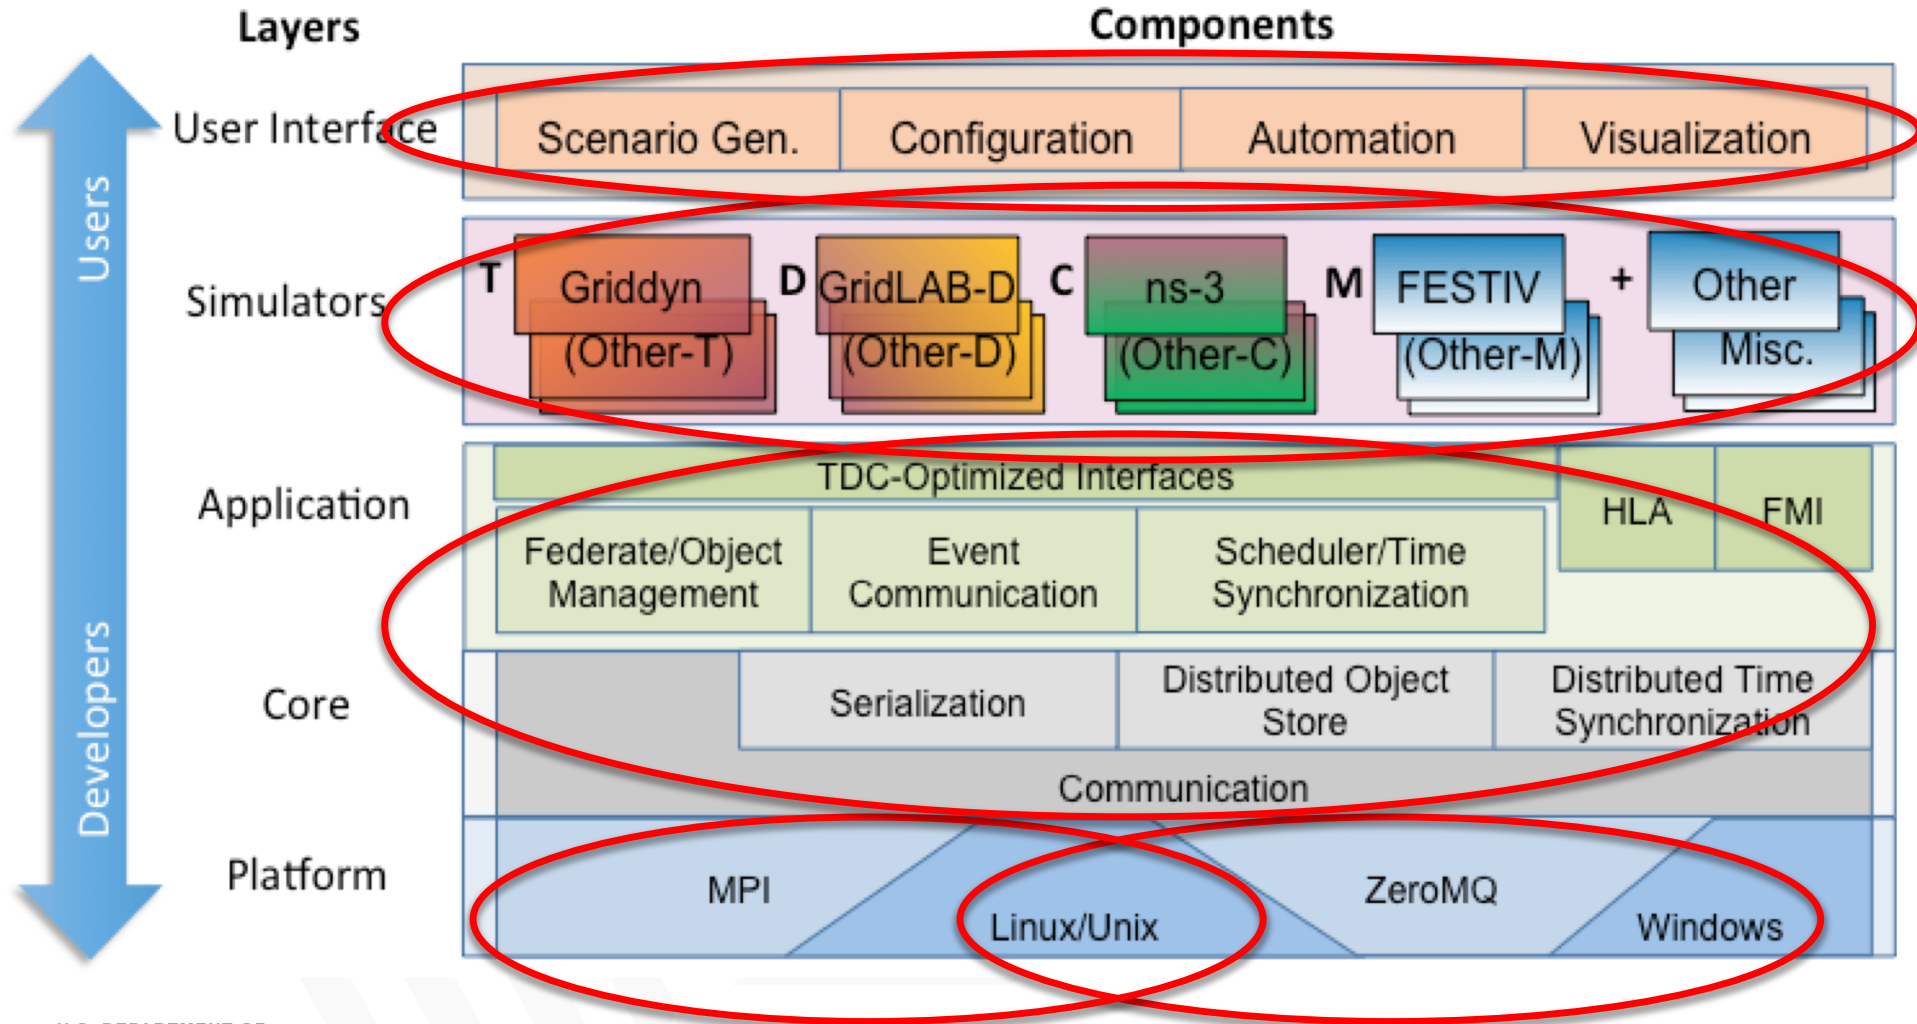 Layers
Components
Users
Developers
User Interface
Scenario Gen.
Configuration
Automation
Visualization
Simulators
T
Griddyn
(Other-T)
D
GridLAB-D
(Other-D)
C
ns-3
(Other-C)
M
FESTIV
(Other-M)
+
Other
Misc.
Application
TDC-Optimized Interfaces
HLA
FMI
Federate/Object
Management
Event
Communication
Scheduler/Time
Synchronization
Core
Serialization
Distributed Object
Store
Distributed Time
Synchronization
Communication
Platform
MPI
Linux/Unix
ZeroMQ
Windows
U.S. DEPARTMENT OF